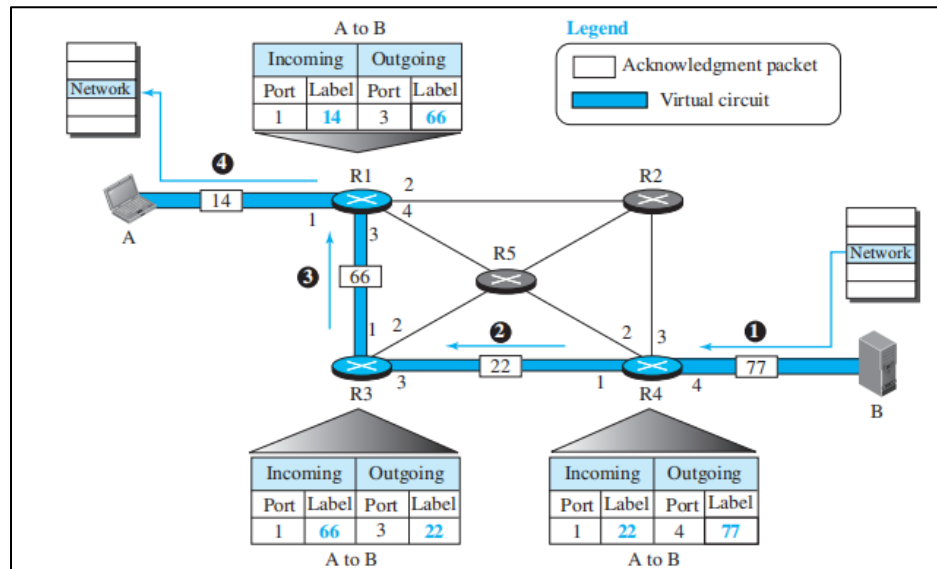 A to B
Legend
Incoming Outgoing
Port Label Port Label
1 14 3 66
Acknowledgment packet
Virtual circuit
Network
4
14
A
1
R1
2
4
3
R2
3
66
R5
Network
1
2
2
2
3
1
R3
3
22
1
R4
4
77
B
Incoming Outgoing
Port Label Port Label
1 66 3 22
A to B
Incoming Outgoing
Port Label Port Label
1 22 4 77
A to B